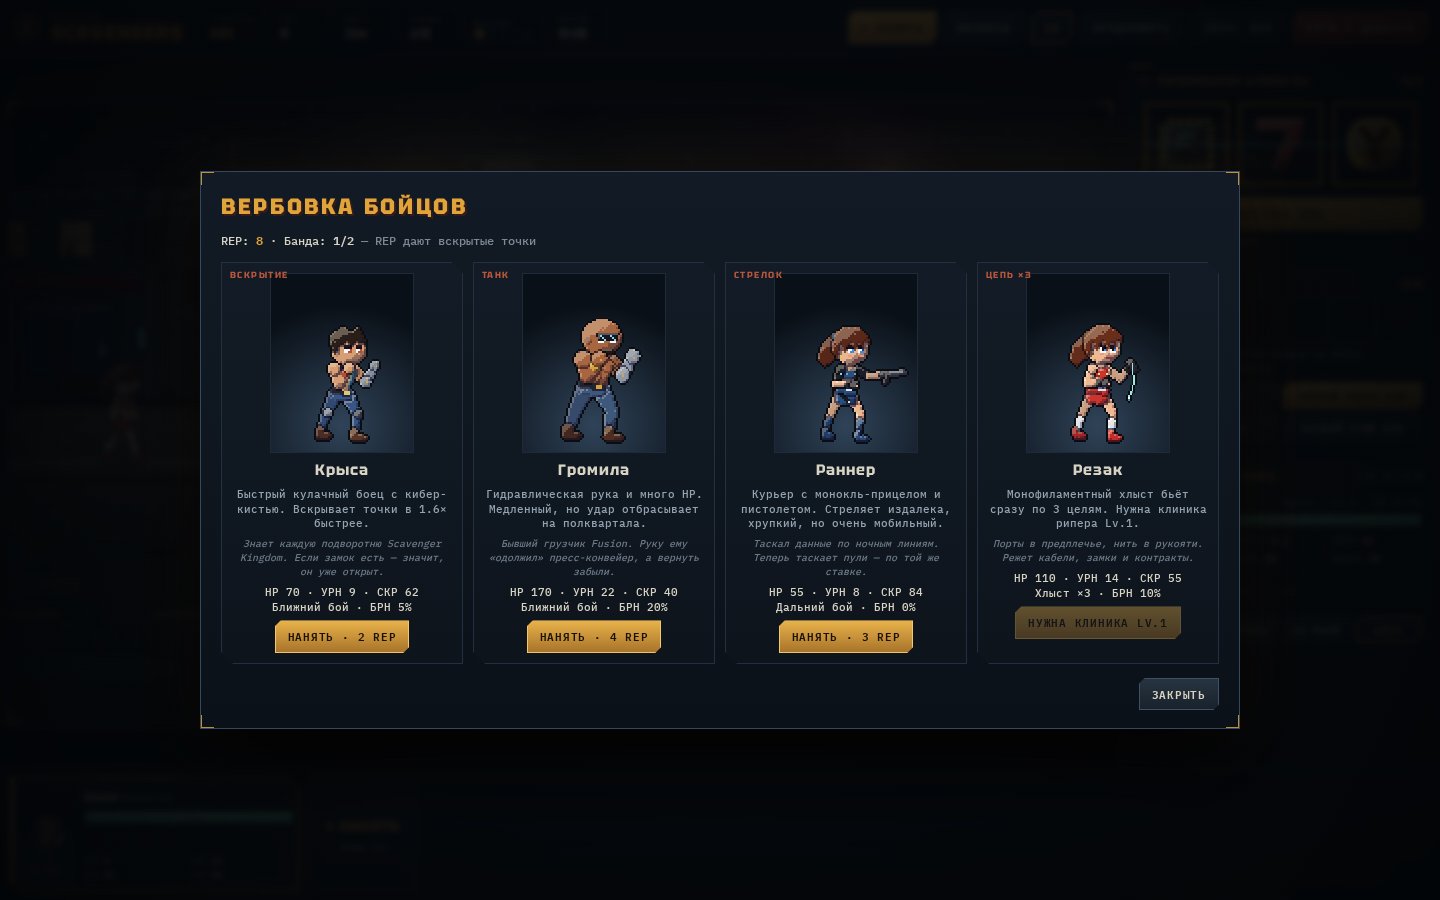 ВЕРБОВКА БОЙЦОВ
REP: 8 · Банда: 1/2 — REP дают вскрытые точки
ВСКРЫТИЕ
Крыса
Быстрый кулачный боец с кибер-
кистью. Вскрывает точки в 1.6×
быстрее.
Знает каждую подворотню Scavenger
Kingdom. Если замок есть — значит,
он уже открыт.
HP 70 · УРН 9 · СКР 62
Ближний бой · БРН 5%
НАНЯТЬ · 2 REP
ТАНК
Громила
Гидравлическая рука и много HP.
Медленный, но удар отбрасывает
на полквартала.
Бывший грузчик Fusion. Руку ему
«одолжил» пресс-конвейер, а вернуть
забыли.
HP 170 · УРН 22 · СКР 40
Ближний бой · БРН 20%
НАНЯТЬ · 4 REP
СТРЕЛОК
Раннер
Курьер с монокль-прицелом и
пистолетом. Стреляет издалека,
хрупкий, но очень мобильный.
Таскал данные по ночным линиям.
Теперь таскает пули — по той же
ставке.
HP 55 · УРН 8 · СКР 84
Дальний бой · БРН 0%
НАНЯТЬ · 3 REP
ЦЕПЬ ×3
Резак
Монофиламентный хлыст бьёт
сразу по 3 целям. Нужна клиника
рипера Lv.1.
Порты в предплечье, нить в рукояти.
Режет кабели, замки и контракты.
HP 110 · УРН 14 · СКР 55
Хлыст ×3 · БРН 10%
НУЖНА КЛИНИКА LV.1
ЗАКРЫТЬ